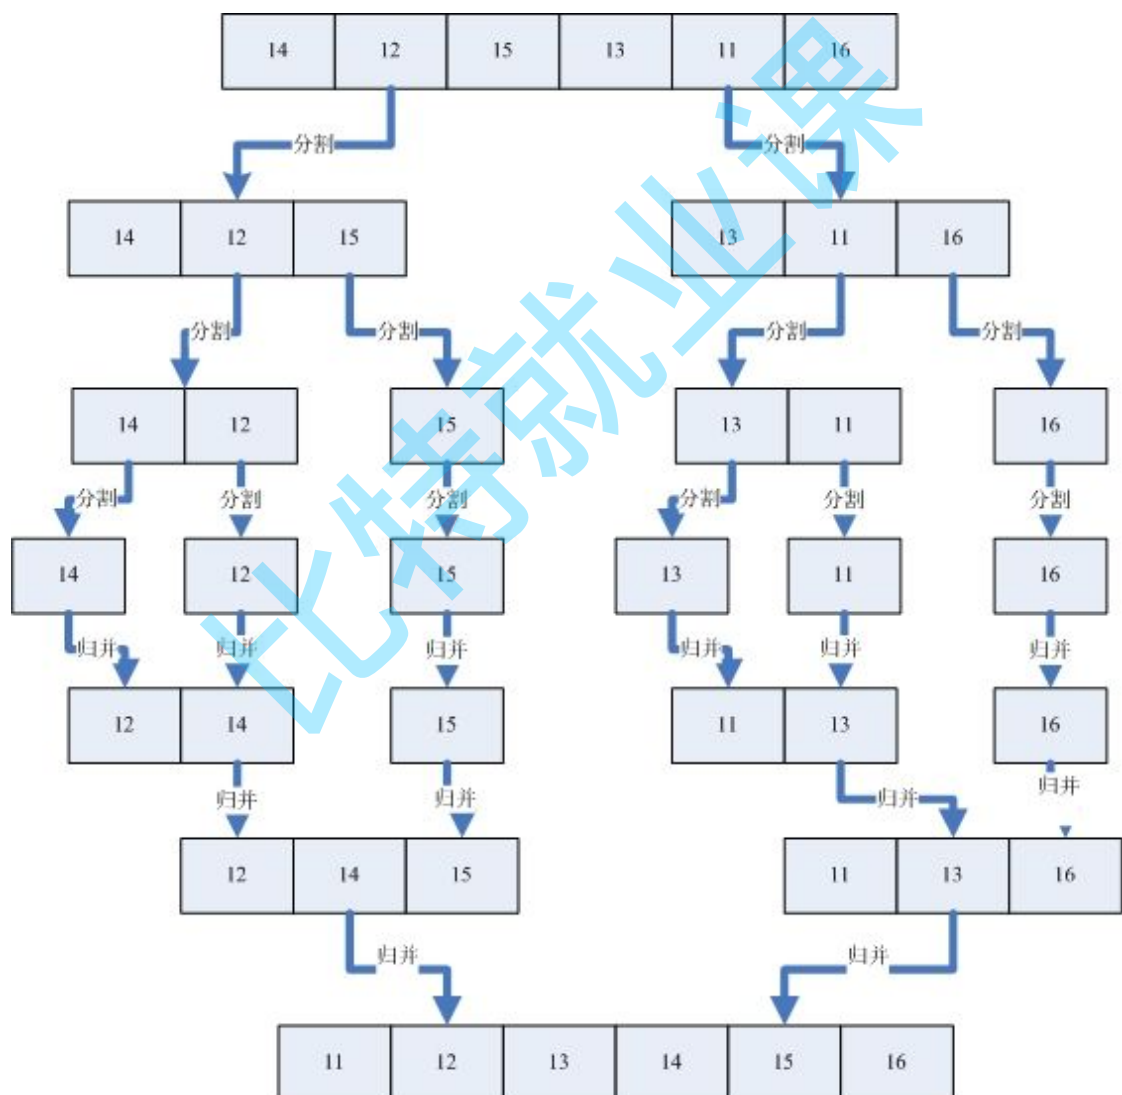 14 12 15 13 11 16
分割 分割
14 12 15 13 11 16
分割 分割 分割 分割
14 12 15 13 11 16
分割 分割 分割 分割 分割 分割
14 12 15 13 11 16
归并 归并 归并 归并 归并 归并
12 14 15 11 13 16
归并 归并 归并 归并
12 14 15 11 13 16
归并 归并
11 12 13 14 15 16
比特就业课